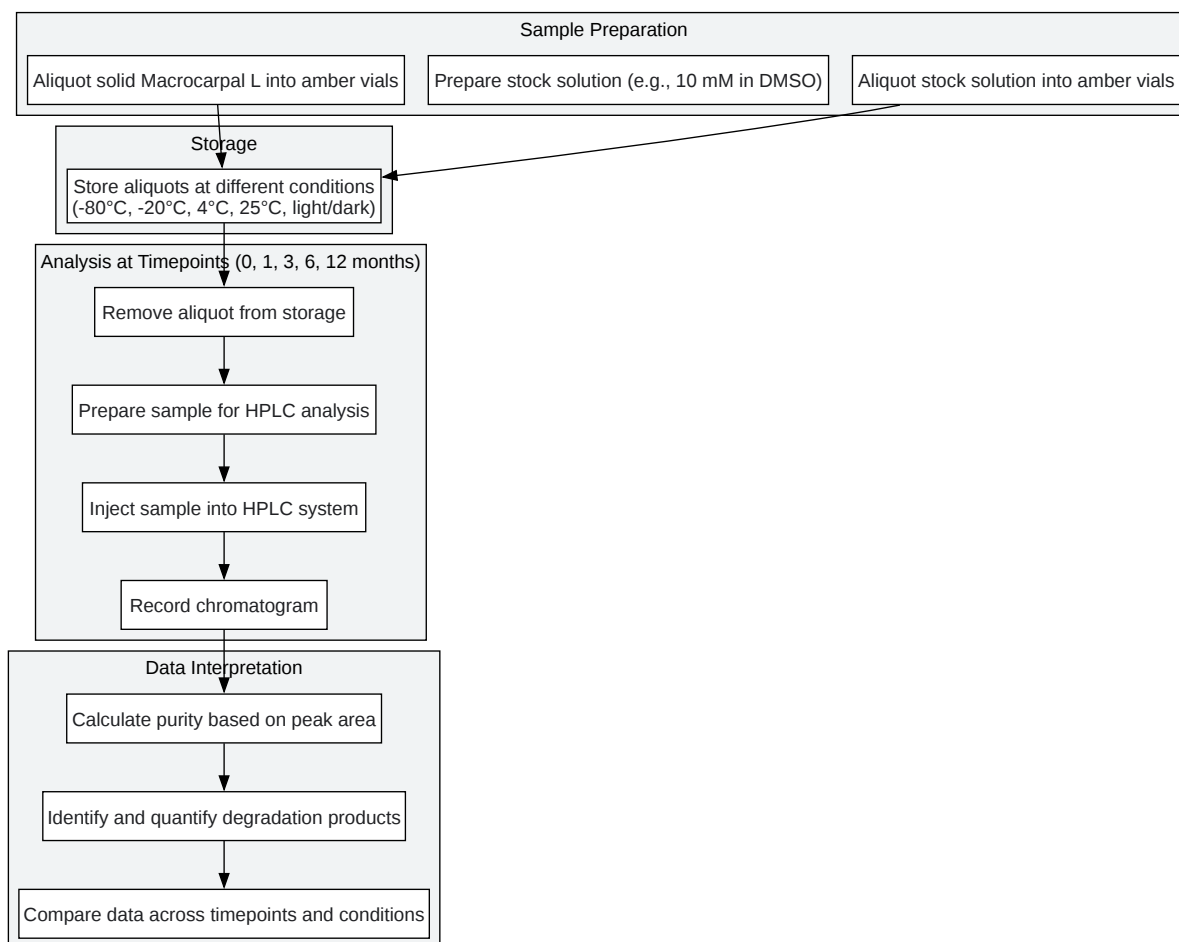 Sample Preparation
Aliquot solid Macrocarpal L into amber vials
Prepare stock solution (e.g., 10 mM in DMSO)
Aliquot stock solution into amber vials
Storage
Store aliquots at different conditions
(-80°C, -20°C, 4°C, 25°C, light/dark)
Analysis at Timepoints (0, 1, 3, 6, 12 months)
Remove aliquot from storage
Prepare sample for HPLC analysis
Inject sample into HPLC system
Record chromatogram
Data Interpretation
Calculate purity based on peak area
Identify and quantify degradation products
Compare data across timepoints and conditions